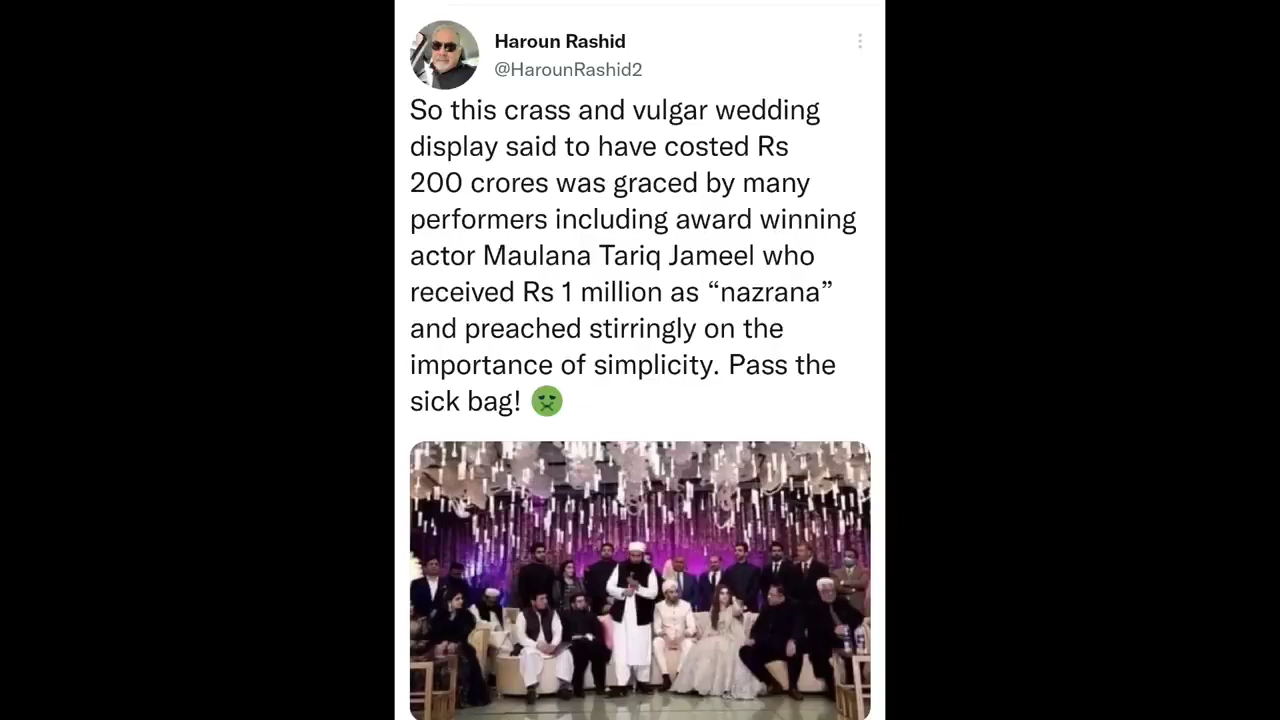 Haroun Rashid
@HarounRashid2
So this crass and vulgar wedding
display said to have costed Rs
200 crores was graced by many
performers including award winning
actor Maulana Tariq Jameel who
received Rs 1 million as “nazrana”
and preached stirringly on the
importance of simplicity. Pass the
sick bag!